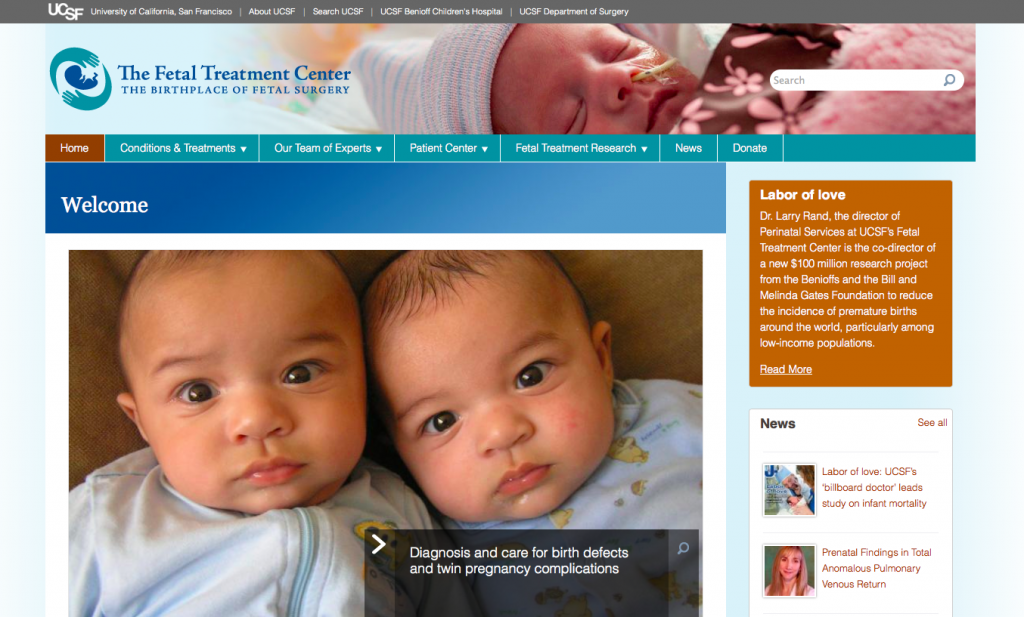 UCSF University of California, San Francisco | About UCSF | Search UCSF | UCSF Benioff Children's Hospital | UCSF Department of Surgery
The Fetal Treatment Center
THE BIRTHPLACE OF FETAL SURGERY
Search
Home Conditions & Treatments ▼ Our Team of Experts ▼ Patient Center ▼ Fetal Treatment Research ▼ News Donate
Welcome
Diagnosis and care for birth defects
and twin pregnancy complications
Labor of love
Dr. Larry Rand, the director of
Perinatal Services at UCSF's Fetal
Treatment Center is the co-director of
a new $100 million research project
from the Benioffs and the Bill and
Melinda Gates Foundation to reduce
the incidence of premature births
around the world, particularly among
low-income populations.
Read More
News See all
Labor of love: UCSF's
'billboard doctor' leads
study on infant mortality
Prenatal Findings in Total
Anomalous Pulmonary
Venous Return